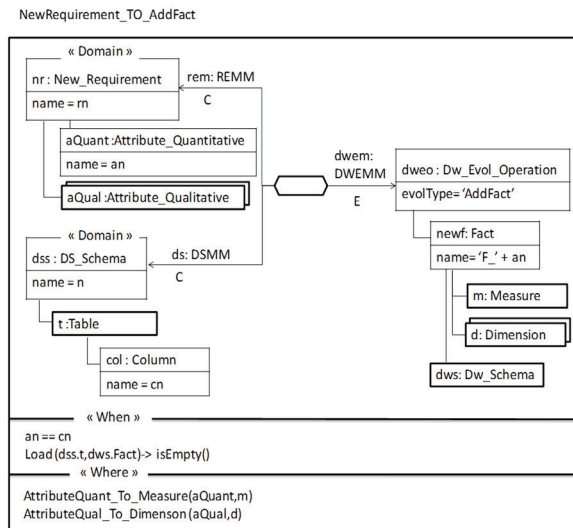 NewRequirement_TO_AddFact
« Domain »
nr : New_Requirement
name = rn
rem: REMM
C
aQuant :Attribute_Quantitative
name = an
aQual :Attribute_Qualitative
dwem:
DWEMM
E
dweo : Dw_Evol_Operation
evolType= ‘AddFact’
newf: Fact
name= ‘F_’ + an
m: Measure
d: Dimension
dws: Dw_Schema
« Domain »
dss : DS_Schema
name = n
ds: DSMM
C
t :Table
col : Column
name = cn
« When »
an == cn
Load (dss.t,dws.Fact)-> isEmpty()
« Where »
AttributeQuant_To_Measure(aQuant,m)
AttributeQual_To_Dimenson (aQual,d)